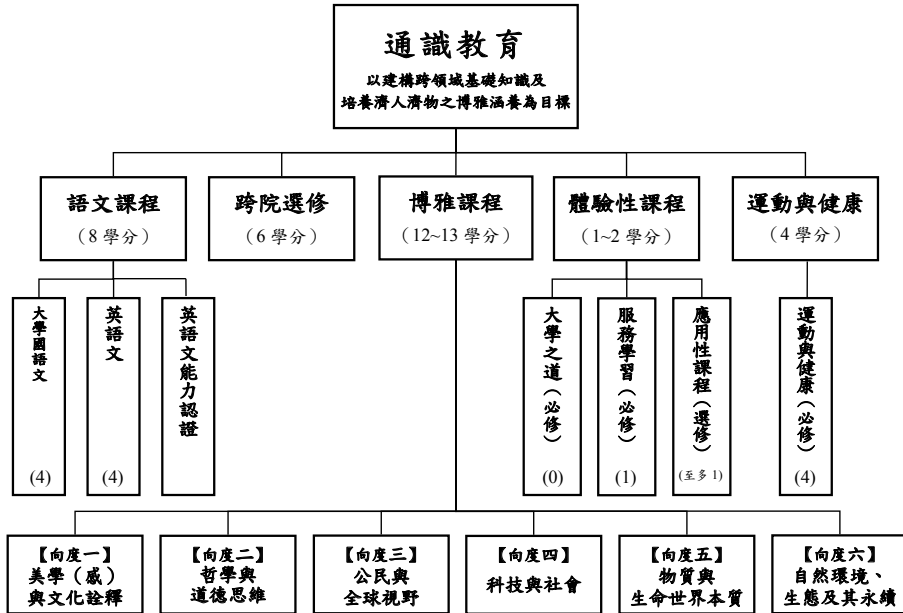 通識教育
以建構跨領域基礎知識及
培養濟人濟物之博雅涵養為目標
語文課程
（8 學分）
跨院選修
（6 學分）
博雅課程
（12~13 學分）
體驗性課程
（1~2 學分）
運動與健康
（4 學分）
大學國語文
(4)
英語文
(4)
英語文能力認證
大學之道（必修）
(0)
服務學習（必修）
(1)
應用性課程（選修）
(至多 1)
運動與健康（必修）
(4)
【向度一】
美學（感）
與文化詮釋
【向度二】
哲學與
道德思維
【向度三】
公民與
全球視野
【向度四】
科技與社會
【向度五】
物質與
生命世界本質
【向度六】
自然環境、
生態及其永續